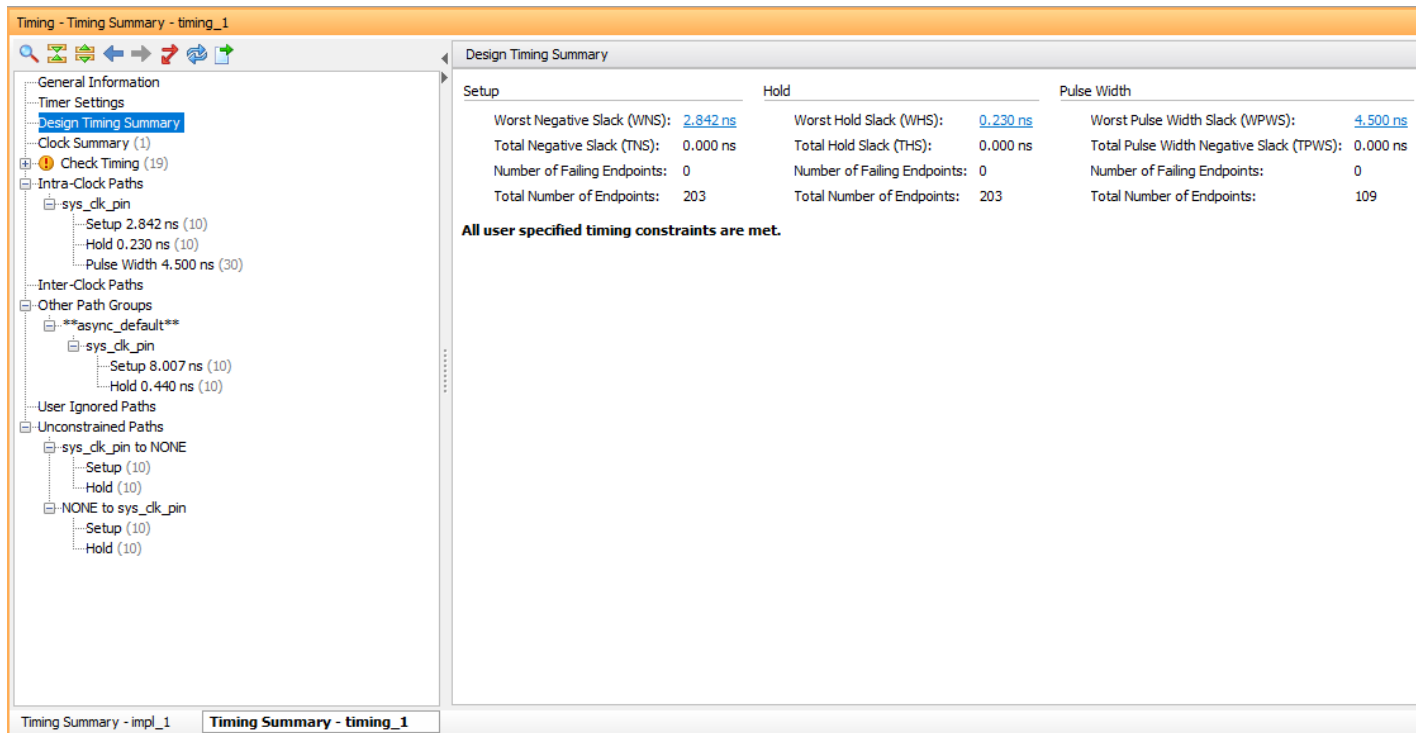 Timing - Timing Summary - timing_1
General Information
Timer Settings
Design Timing Summary
Clock Summary (1)
Check Timing (19)
Intra-Clock Paths
sys_clk_pin
Setup 2.842 ns (10)
Hold 0.230 ns (10)
Pulse Width 4.500 ns (30)
Inter-Clock Paths
Other Path Groups
**async_default**
sys_clk_pin
Setup 8.007 ns (10)
Hold 0.440 ns (10)
User Ignored Paths
Unconstrained Paths
sys_clk_pin to NONE
Setup (10)
Hold (10)
NONE to sys_clk_pin
Setup (10)
Hold (10)
Design Timing Summary
Setup Hold Pulse Width
Worst Negative Slack (WNS): 2.842 ns Worst Hold Slack (WHS): 0.230 ns Worst Pulse Width Slack (WPWS): 4.500 ns
Total Negative Slack (TNS): 0.000 ns Total Hold Slack (THS): 0.000 ns Total Pulse Width Negative Slack (TPWS): 0.000 ns
Number of Failing Endpoints: 0 Number of Failing Endpoints: 0 Number of Failing Endpoints: 0
Total Number of Endpoints: 203 Total Number of Endpoints: 203 Total Number of Endpoints: 109
All user specified timing constraints are met.
Timing Summary - impl_1 Timing Summary - timing_1